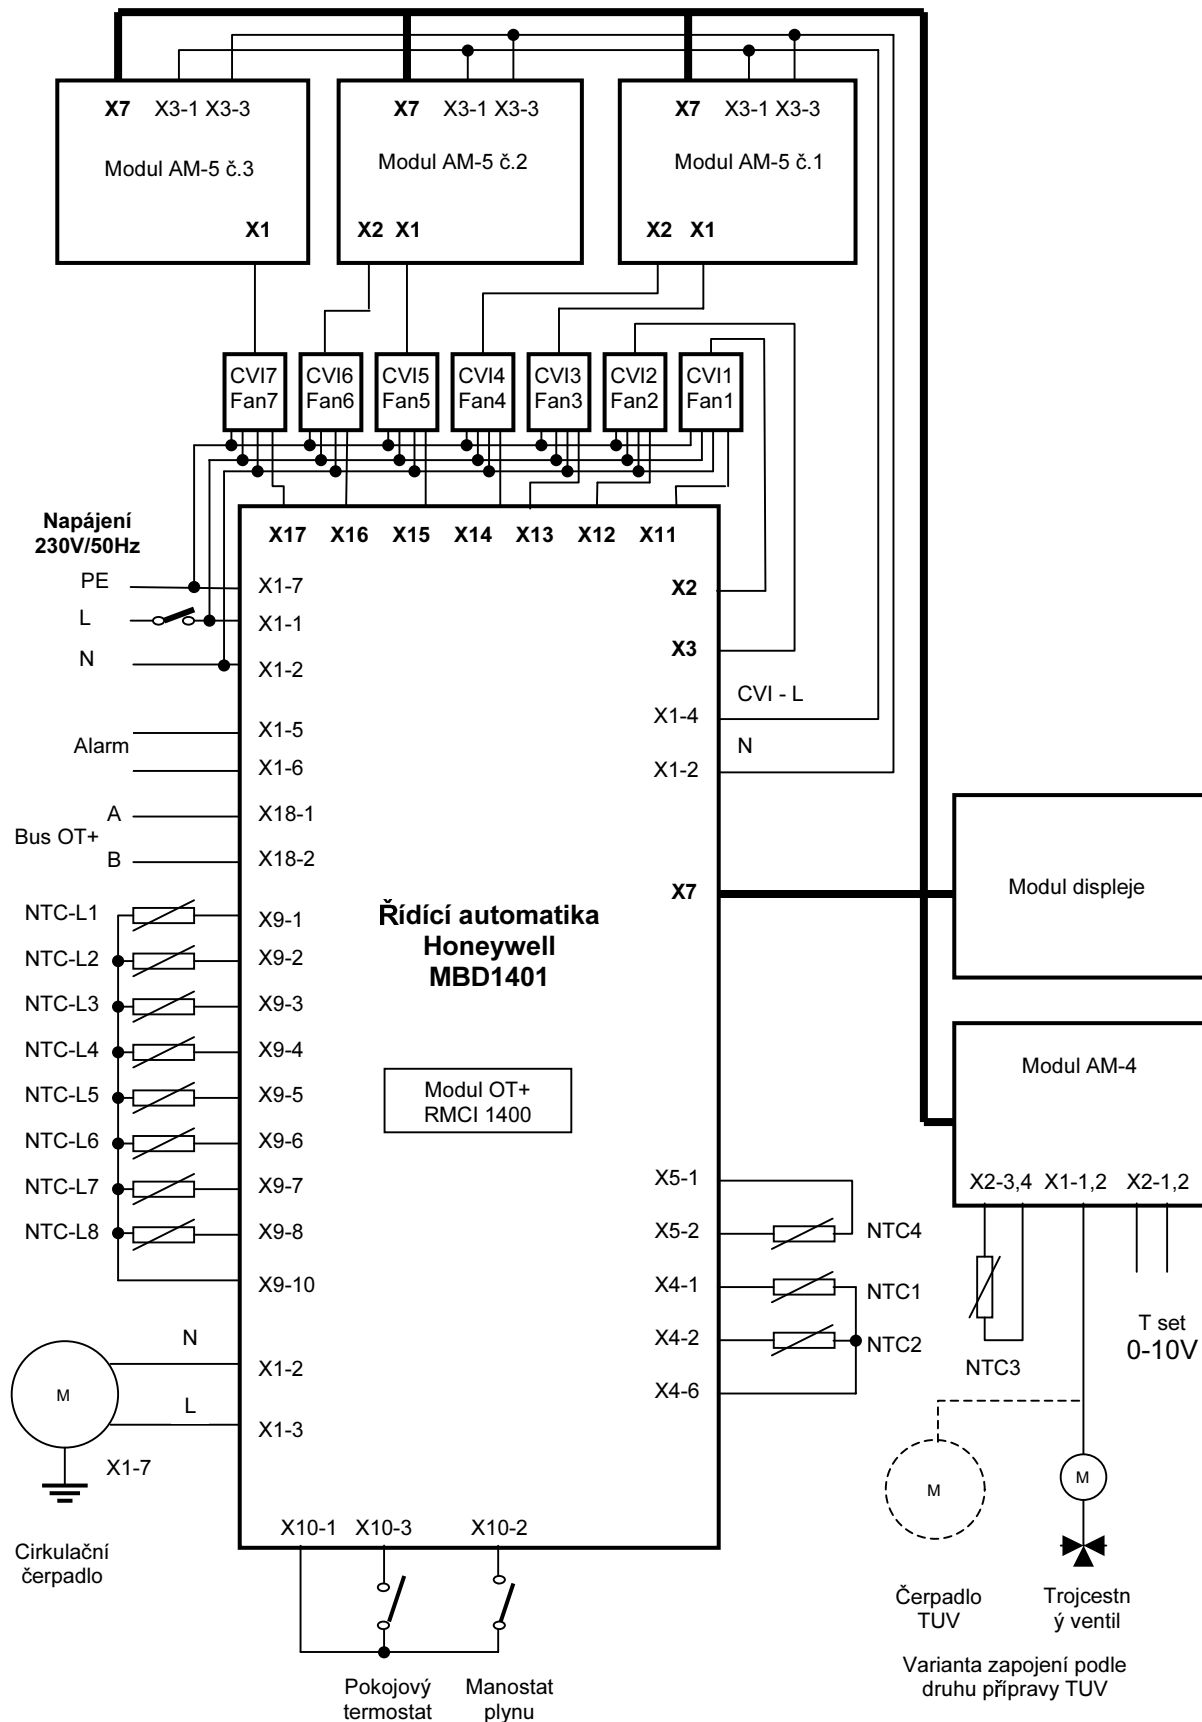 X7 X3-1 X3-3
Modul AM-5 č.3
X1
X7 X3-1 X3-3
Modul AM-5 č.2
X2 X1
X7 X3-1 X3-3
Modul AM-5 č.1
X2 X1
CVI7
Fan7
CVI6
Fan6
CVI5
Fan5
CVI4
Fan4
CVI3
Fan3
CVI2
Fan2
CVI1
Fan1
X17 X16 X15 X14 X13 X12 X11
Napájení
230V/50Hz
PE
L
N
X1-7
X1-1
X1-2
X2
X3
CVI - L
X1-4
N
X1-2
Alarm
X1-5
X1-6
Bus OT+
A
B
X18-1
X18-2
X7
Modul displeje
Řídící automatika
Honeywell
MBD1401
Modul OT+
RMCI 1400
NTC-L1
X9-1
NTC-L2
X9-2
NTC-L3
X9-3
NTC-L4
X9-4
NTC-L5
X9-5
NTC-L6
X9-6
NTC-L7
X9-7
NTC-L8
X9-8
X9-10
Modul AM-4
X2-3,4 X1-1,2 X2-1,2
X5-1
X5-2
NTC4
X4-1
NTC1
X4-2
NTC2
X4-6
NTC3
T set
0-10V
N
X1-2
M
L
X1-3
X1-7
Cirkulační
čerpadlo
X10-1 X10-3 X10-2
Pokojový
termostat
Manostat
plynu
M
M
Čerpadlo
TUV
Trojcestn
ý ventil
Varianta zapojení podle
druhu přípravy TUV